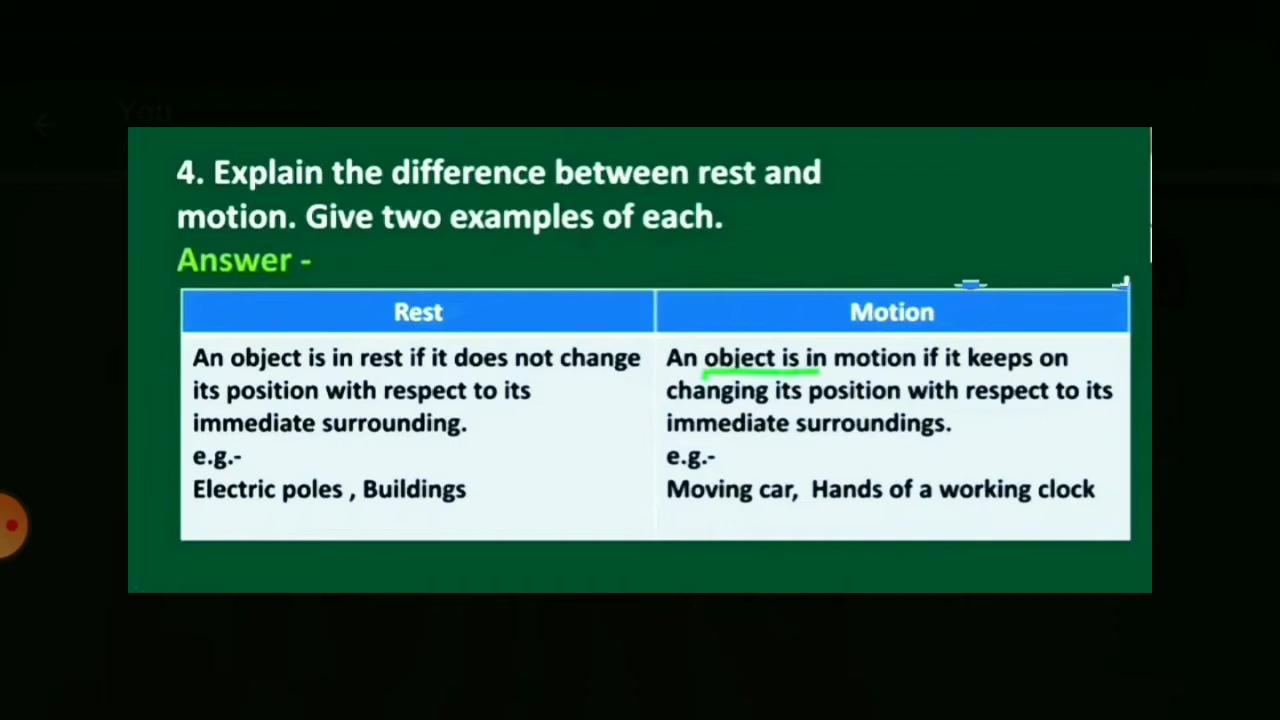 You
4. Explain the difference between rest and
motion. Give two examples of each.
Answer -
Rest
An object is in rest if it does not change
its position with respect to its
immediate surrounding.
e.g.-
Electric poles , Buildings
Motion
An object is in motion if it keeps on
changing its position with respect to its
immediate surroundings.
e.g.-
Moving car, Hands of a working clock